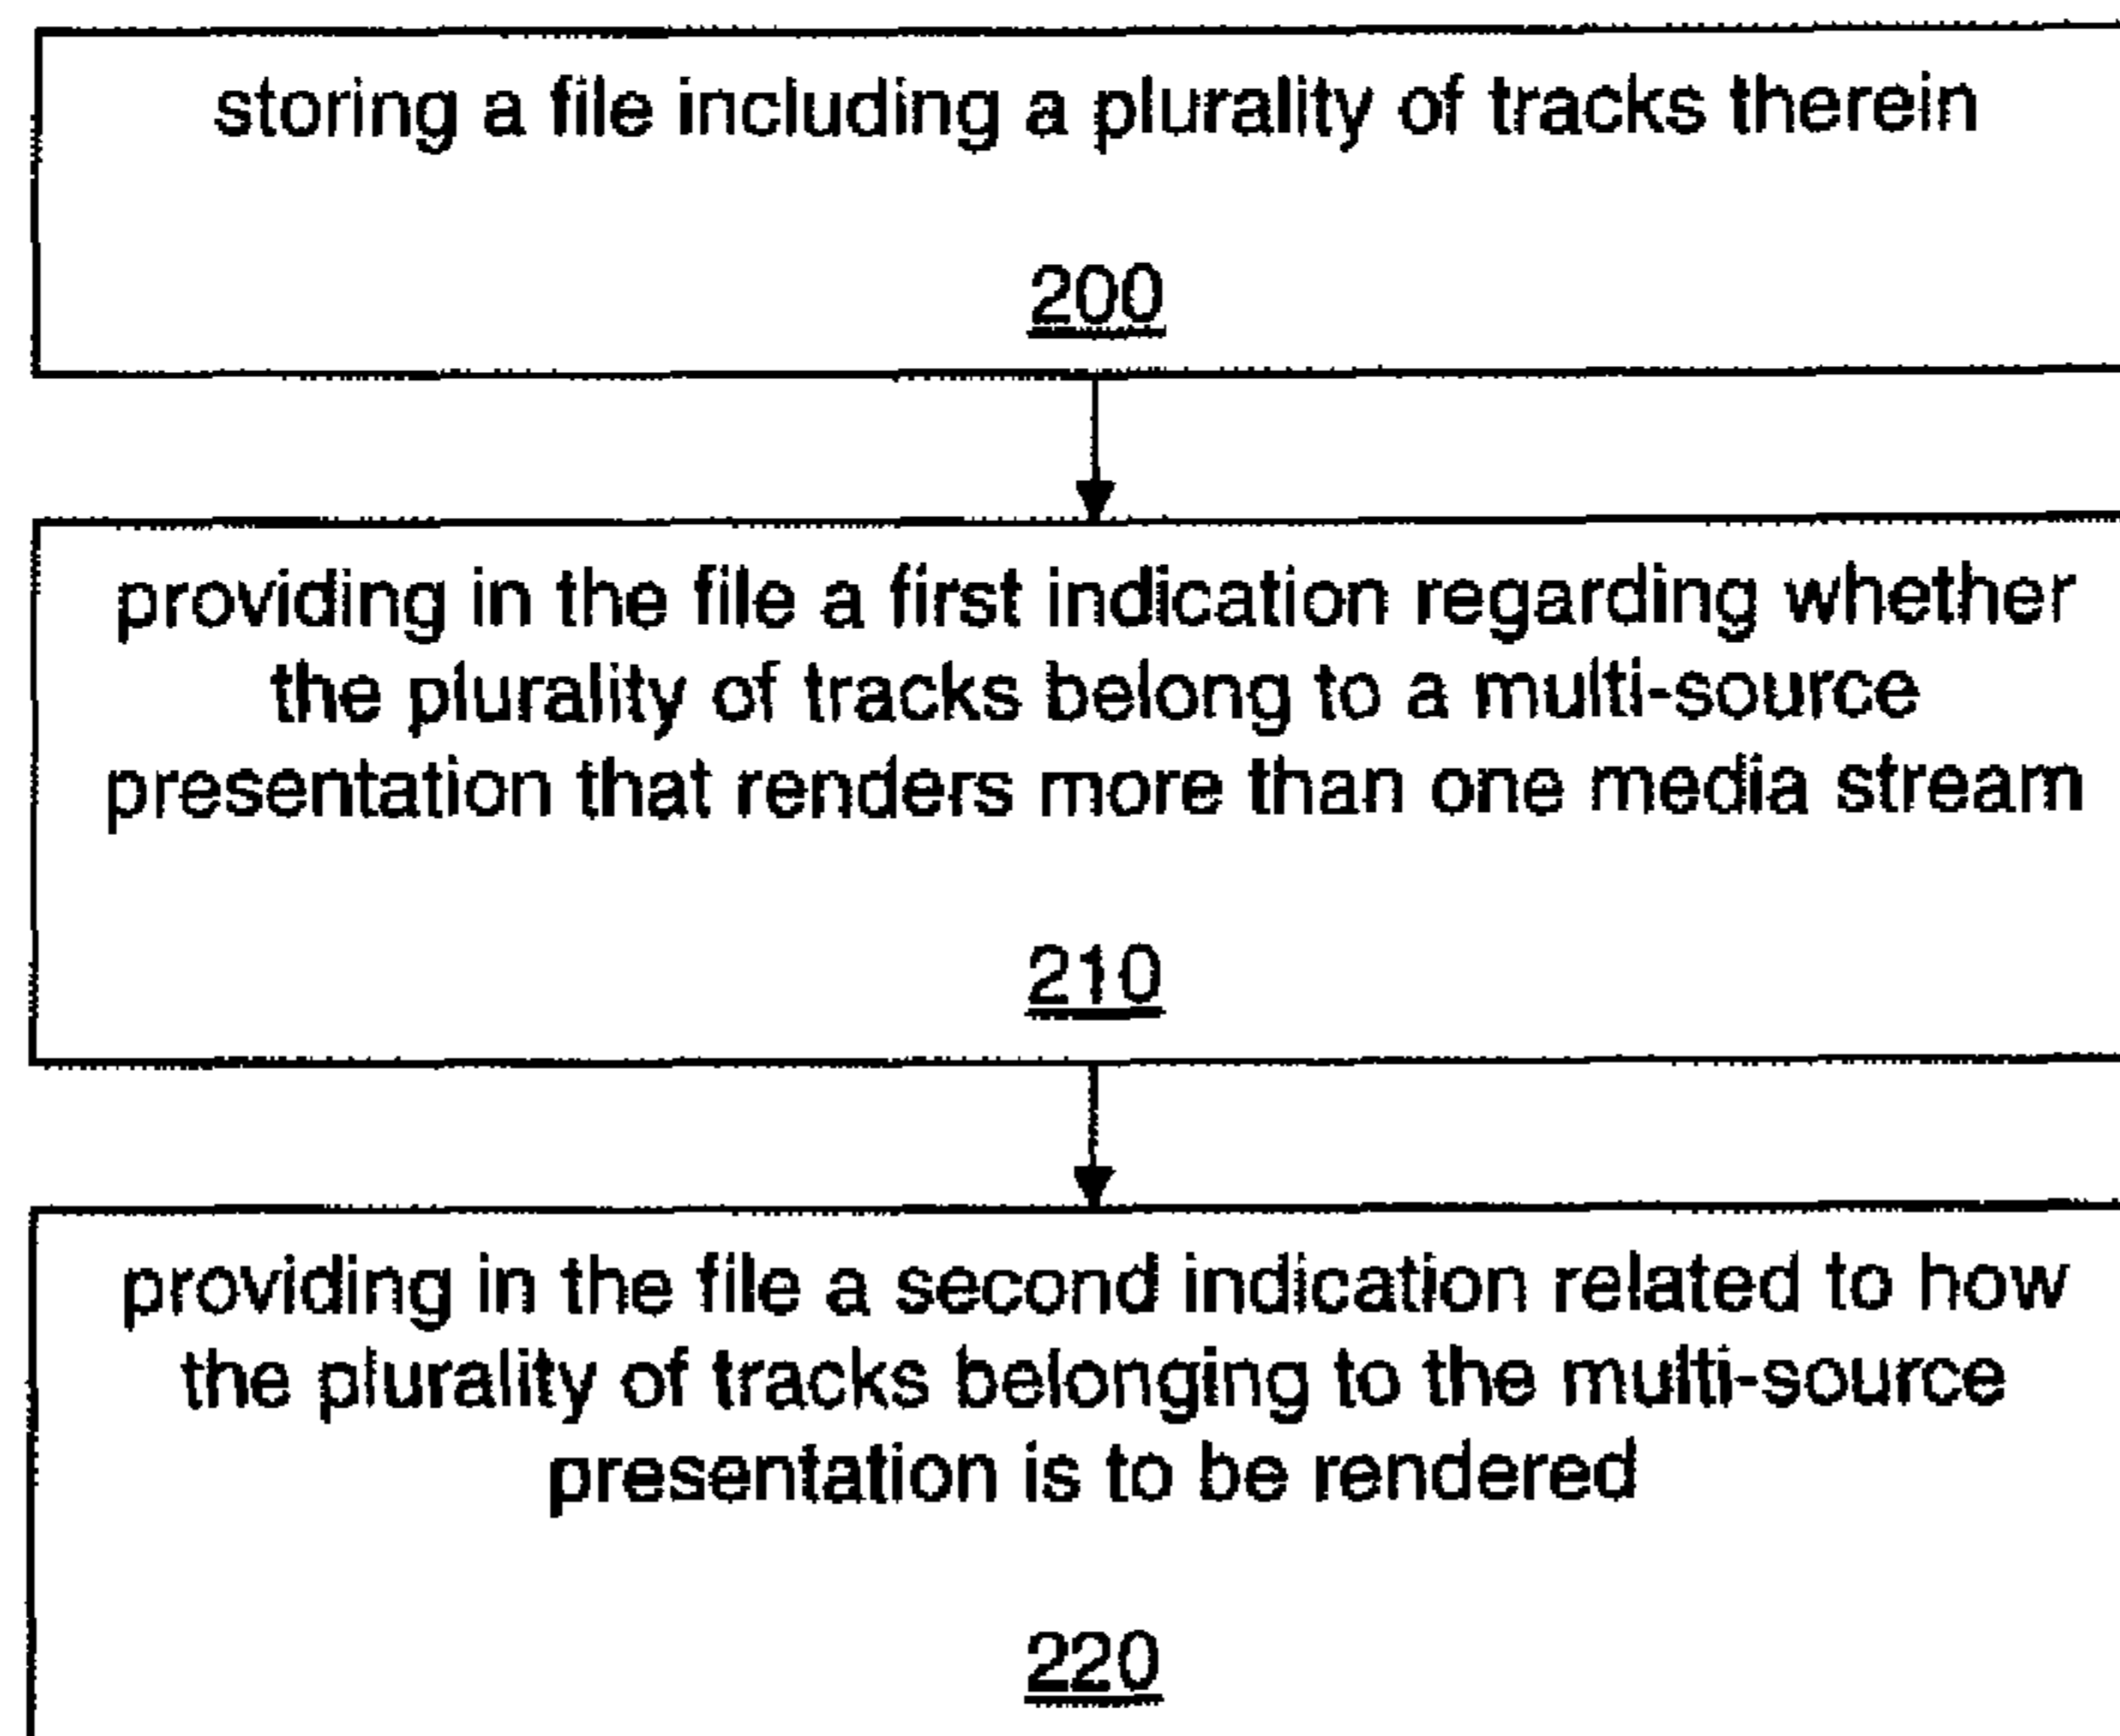 storing a file including a plurality of tracks therein
200
providing in the file a first indication regarding whether
the plurality of tracks belong to a multi-source
presentation that renders more than one media stream
210
providing in the file a second indication related to how
the plurality of tracks belonging to the multi-source
presentation is to be rendered
220